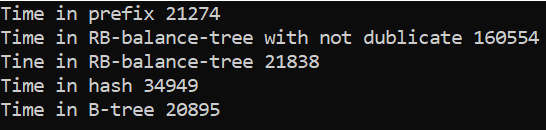 Time in prefix 21274
Time in RB-balance-tree with not dublicate 160554
Tine in RB-balance-tree 21838
Time in hash 34949
Time in B-tree 20895